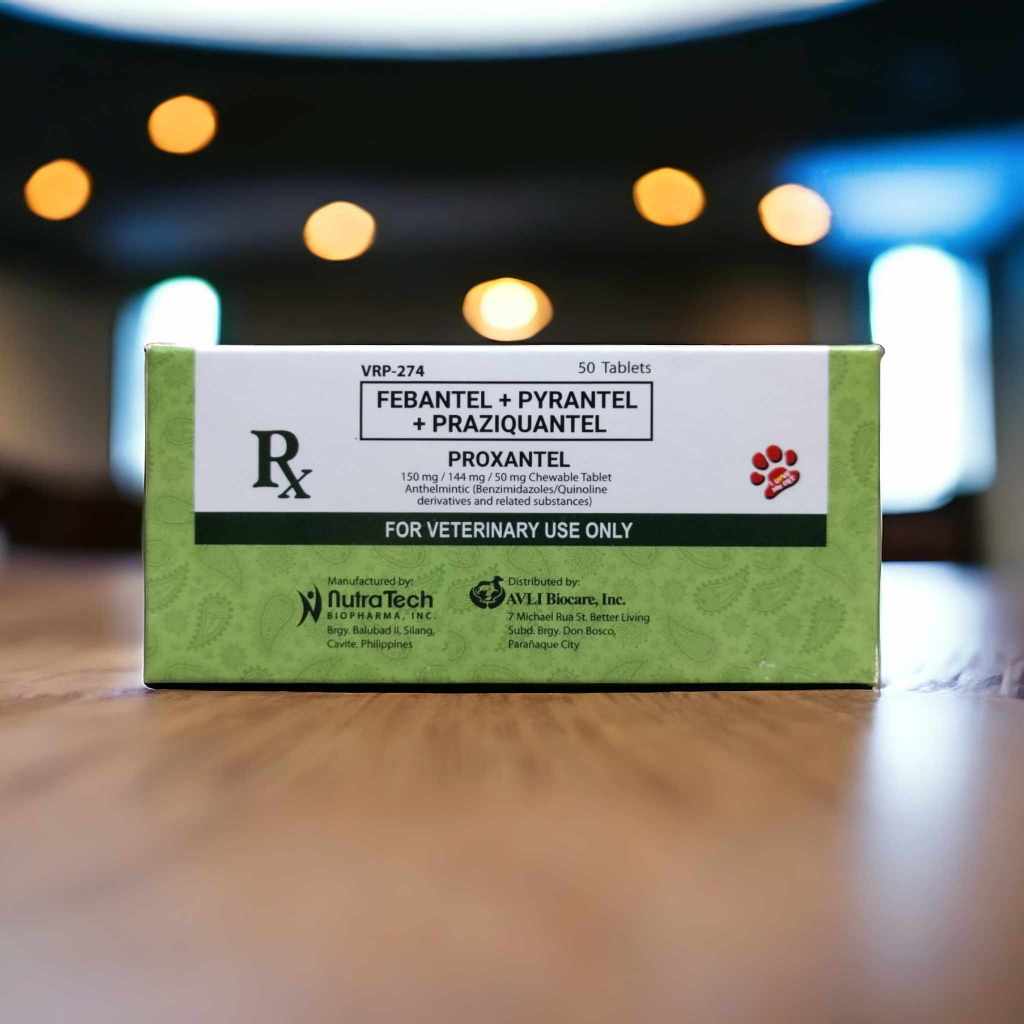 VRP-274
50 Tablets
FEBANTEL + PYRANTEL
+ PRAZIQUANTEL
Rx
PROXANTEL
150 mg / 144 mg / 50 mg Chewable Tablet
Anthelmintic (Benzimidazoles/Quinoline
derivatives and related substances)
FOR VETERINARY USE ONLY
Manufactured by:
NutraTech
BIOPHARMA, INC.
Brgy. Balubad II, Silang,
Cavite, Philippines
Distributed by:
AVLI Biocare, Inc.
7 Michael Rua St. Better Living
Subd. Brgy. Don Bosco,
Parañaque City